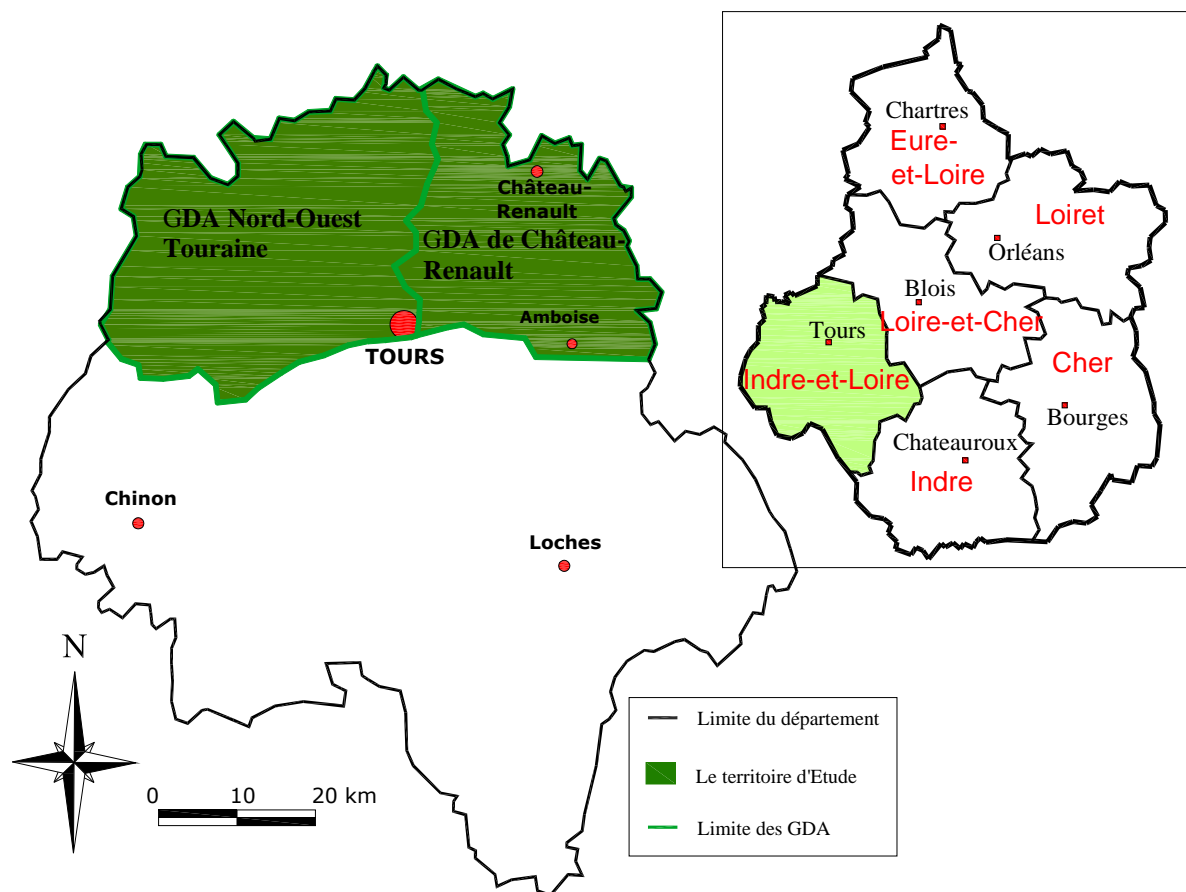 GDA Nord-Ouest
Touraine
Château-
Renault
GDA de Château-
Renault
Amboise
TOURS
Chinon
Loches
N
0 10 20 km
Chartres
Eure-
et-Loire
Loiret
Orléans
Blois
Loire-et-Cher
Tours
Indre-et-Loire
Cher
Bourges
Chateauroux
Indre
Limite du département
Le territoire d'Etude
Limite des GDA